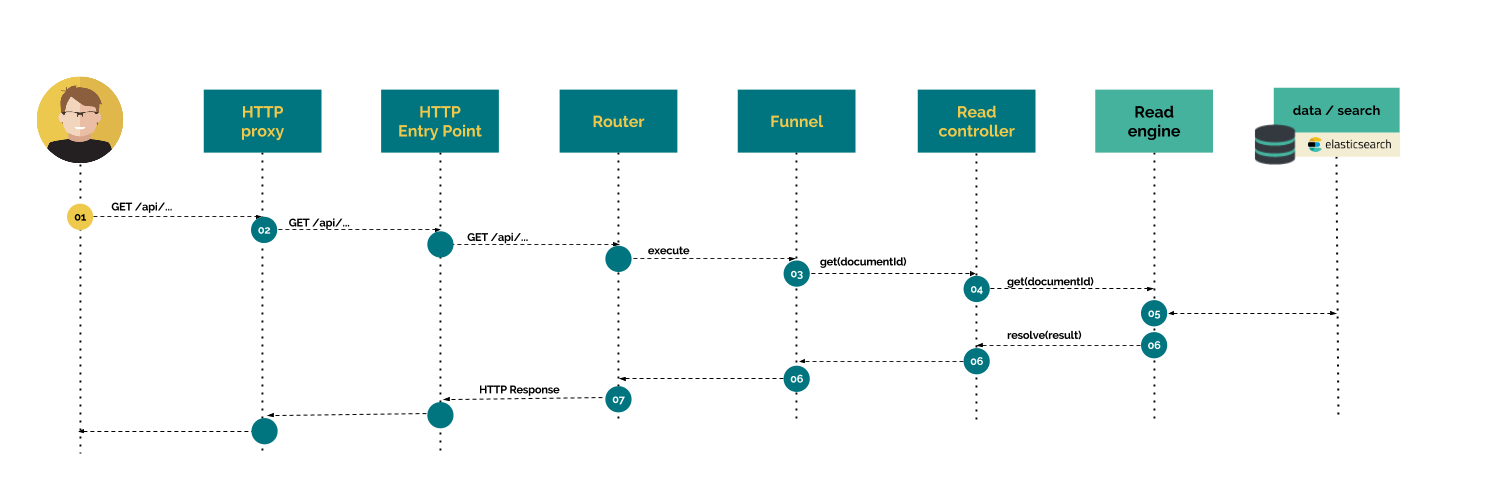 HTTP
proxy
HTTP
Entry Point
Router
Funnel
Read
controller
Read
engine
data / search
elasticsearch
01
GET /api/...
02
GET /api/...
GET /api/...
execute
03
get(documentId)
04
get(documentId)
05
resolve(result)
06
06
06
HTTP Response
07